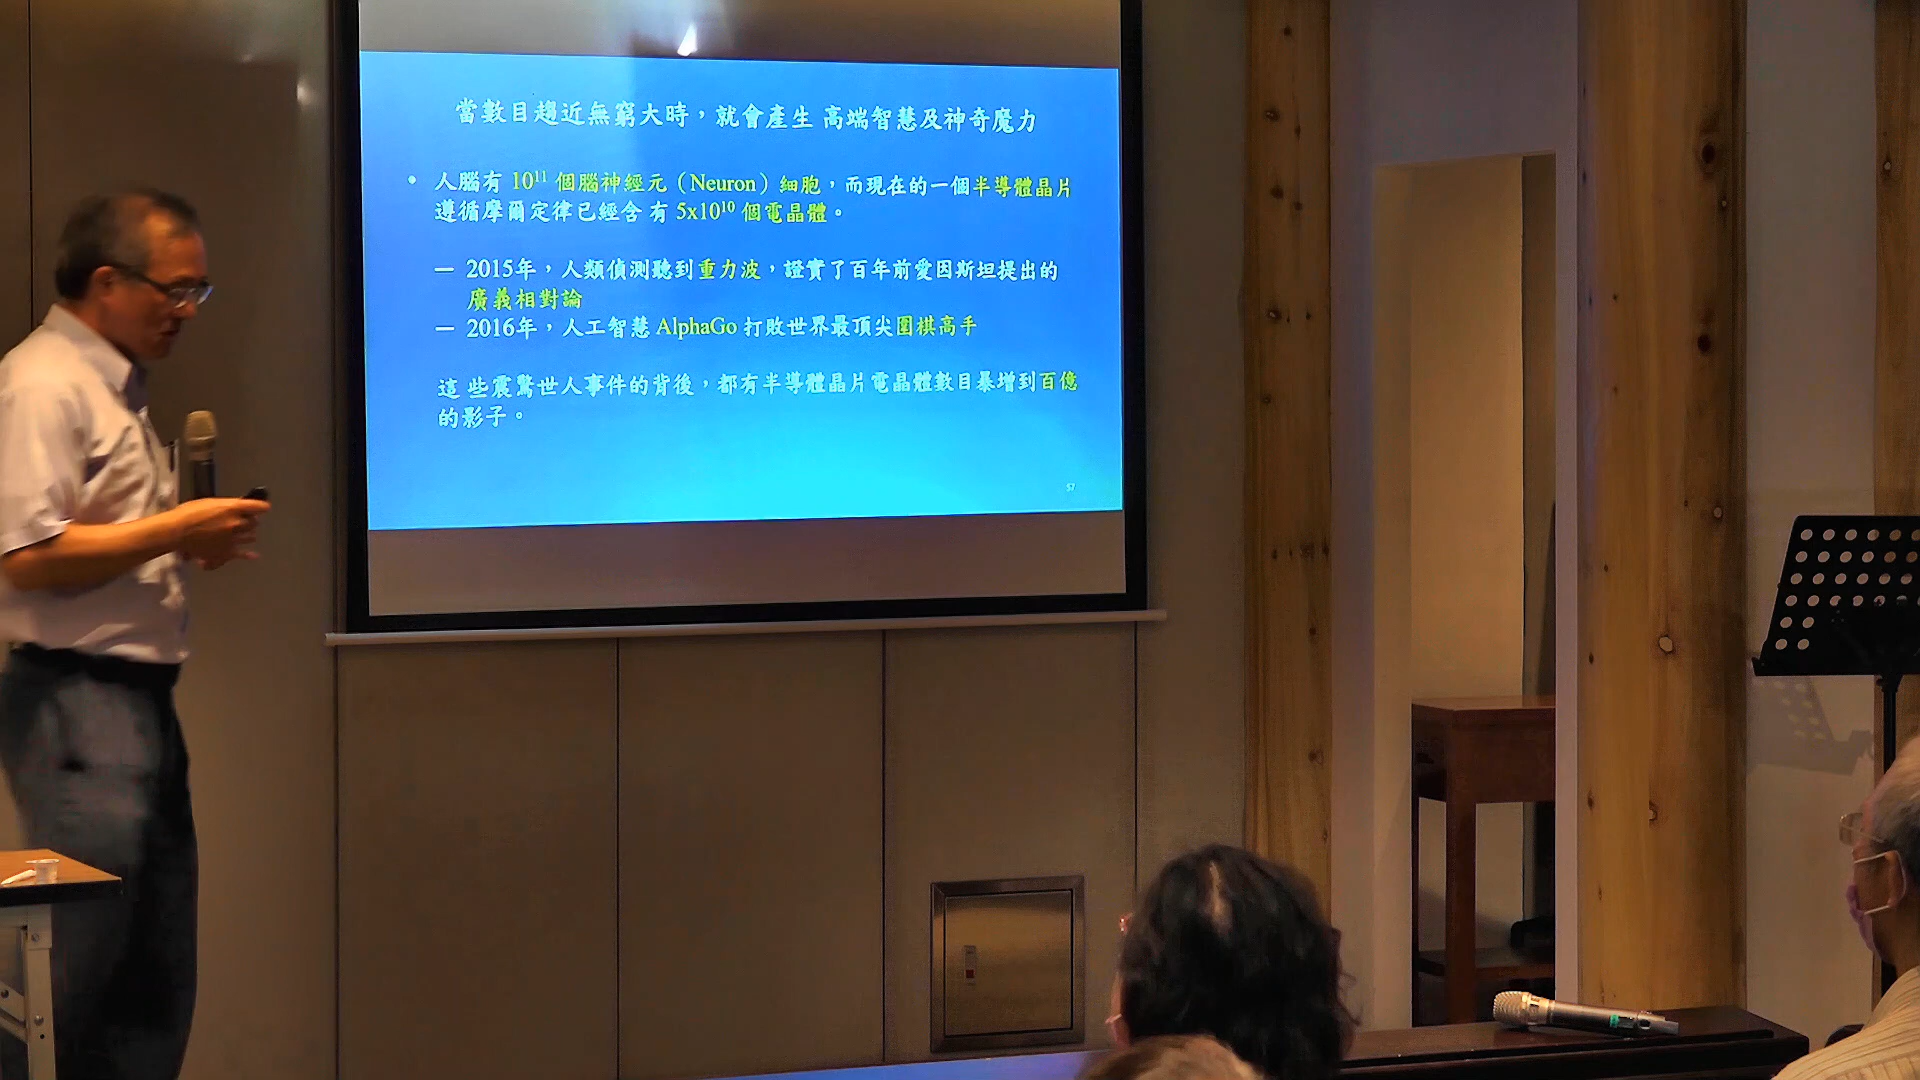 當數目趨近無窮大時，就會產生 高端智慧及神奇魔力
• 人腦有 10¹¹ 個腦神經元（Neuron）細胞，而現在的一個半導體晶片
遵循摩爾定律已經含 有 5x10¹⁰ 個電晶體。
— 2015年，人類偵測聽到重力波，證實了百年前愛因斯坦提出的
廣義相對論
— 2016年，人工智慧 AlphaGo 打敗世界最頂尖圍棋高手
這 些震驚世人事件的背後，都有半導體晶片電晶體數目暴增到百億
的影子。
57